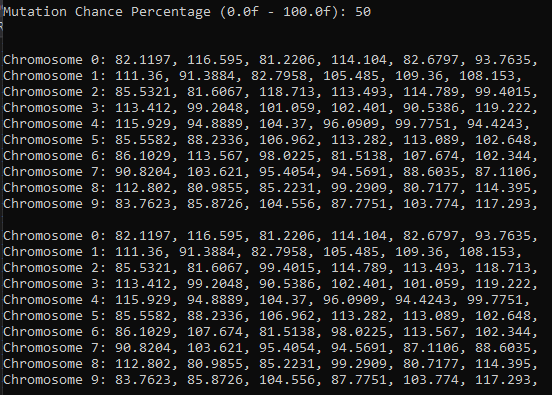 Mutation Chance Percentage (0.0f - 100.0f): 50
Chromosome 0: 82.1197, 116.595, 81.2206, 114.104, 82.6797, 93.7635,
Chromosome 1: 111.36, 91.3884, 82.7958, 105.485, 109.36, 108.153,
Chromosome 2: 85.5321, 81.6067, 118.713, 113.493, 114.789, 99.4015,
Chromosome 3: 113.412, 99.2048, 101.059, 102.401, 90.5386, 119.222,
Chromosome 4: 115.929, 94.8889, 104.37, 96.0909, 99.7751, 94.4243,
Chromosome 5: 85.5582, 88.2336, 106.962, 113.282, 113.089, 102.648,
Chromosome 6: 86.1029, 113.567, 98.0225, 81.5138, 107.674, 102.344,
Chromosome 7: 90.8204, 103.621, 95.4054, 94.5691, 88.6035, 87.1106,
Chromosome 8: 112.802, 80.9855, 85.2231, 99.2909, 80.7177, 114.395,
Chromosome 9: 83.7623, 85.8726, 104.556, 87.7751, 103.774, 117.293,
Chromosome 0: 82.1197, 116.595, 81.2206, 114.104, 82.6797, 93.7635,
Chromosome 1: 111.36, 91.3884, 82.7958, 105.485, 109.36, 108.153,
Chromosome 2: 85.5321, 81.6067, 99.4015, 114.789, 113.493, 118.713,
Chromosome 3: 113.412, 99.2048, 90.5386, 102.401, 101.059, 119.222,
Chromosome 4: 115.929, 94.8889, 104.37, 96.0909, 94.4243, 99.7751,
Chromosome 5: 85.5582, 88.2336, 106.962, 113.282, 113.089, 102.648,
Chromosome 6: 86.1029, 107.674, 81.5138, 98.0225, 113.567, 102.344,
Chromosome 7: 90.8204, 103.621, 95.4054, 94.5691, 87.1106, 88.6035,
Chromosome 8: 112.802, 80.9855, 85.2231, 99.2909, 80.7177, 114.395,
Chromosome 9: 83.7623, 85.8726, 104.556, 87.7751, 103.774, 117.293,